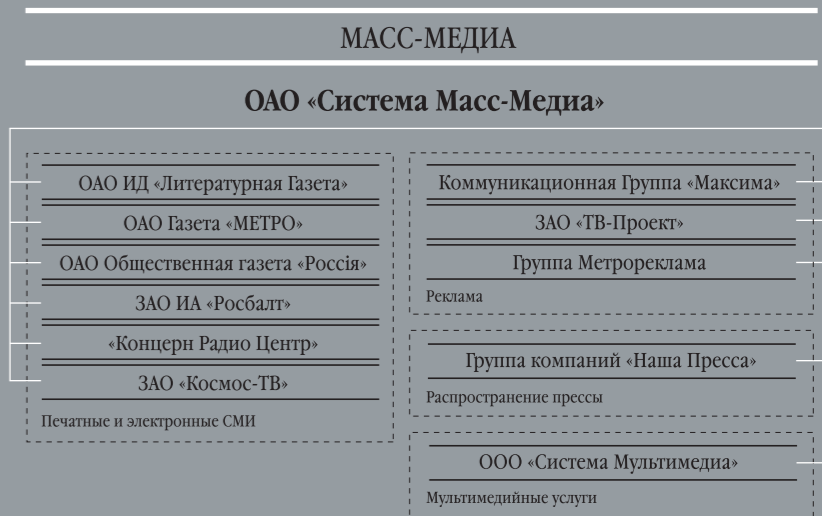 МАСС-МЕДИА
ОАО «Система Масс-Медиа»
ОАО ИД «Литературная Газета»
ОАО Газета «МЕТРО»
ОАО Общественная газета «Россія»
ЗАО ИА «Росбалт»
«Концерн Радио Центр»
ЗАО «Космос-ТВ»
Печатные и электронные СМИ
Коммуникационная Группа «Максима»
ЗАО «ТВ-Проект»
Группа Метрореклама
Реклама
Группа компаний «Наша Пресса»
Распространение прессы
ООО «Система Мультимедиа»
Мультимедийные услуги